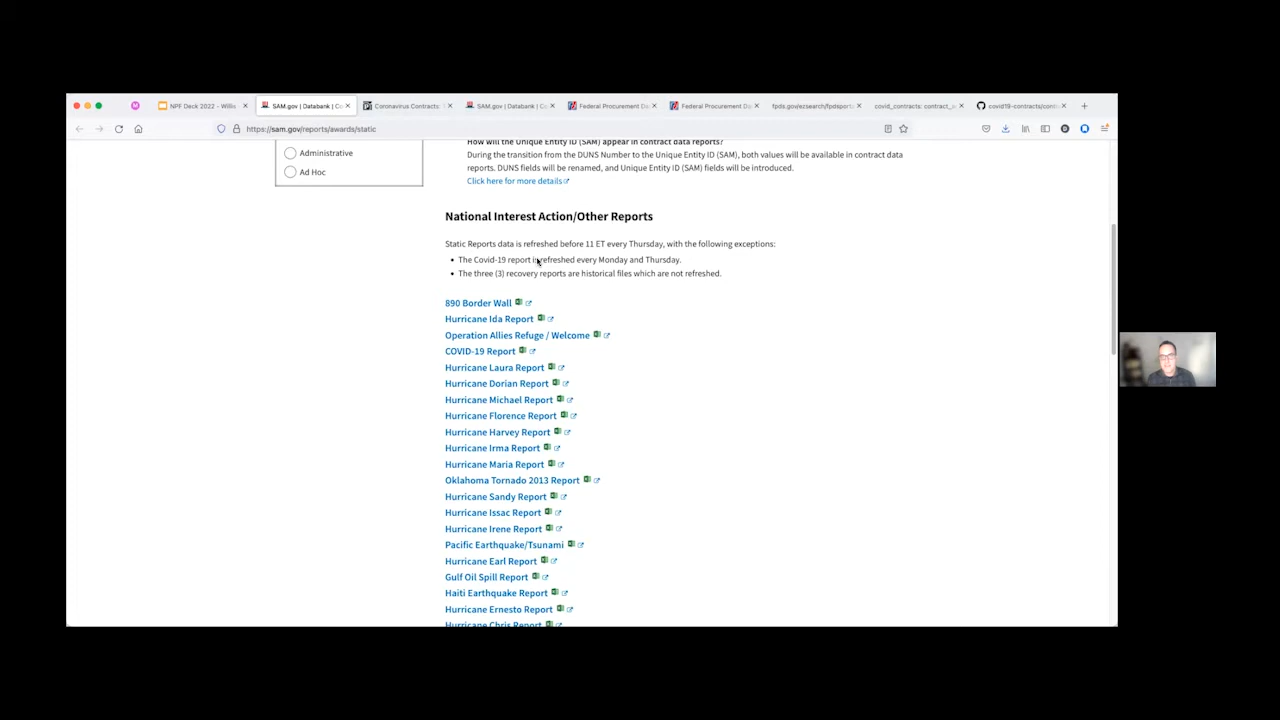 NPF Deck 2022 - Willi
SAM.gov | Databank | C
Coronavirus Contracts:
SAM.gov | Databank | C
Federal Procurement Da
Federal Procurement Da
fpds.gov/ezsearch/fpdsport
covid_contracts: contract_
covid19-contracts/cont
https://sam.gov/reports/awards/static
Administrative
Ad Hoc
How will the Unique Entity ID (SAM) appear in contract data reports?
During the transition from the DUNS Number to the Unique Entity ID (SAM), both values will be available in contract data
reports. DUNS fields will be renamed, and Unique Entity ID (SAM) fields will be introduced.
Click here for more details
National Interest Action/Other Reports
Static Reports data is refreshed before 11 ET every Thursday, with the following exceptions:
• The Covid-19 report is refreshed every Monday and Thursday.
• The three (3) recovery reports are historical files which are not refreshed.
890 Border Wall
Hurricane Ida Report
Operation Allies Refuge / Welcome
COVID-19 Report
Hurricane Laura Report
Hurricane Dorian Report
Hurricane Michael Report
Hurricane Florence Report
Hurricane Harvey Report
Hurricane Irma Report
Hurricane Maria Report
Oklahoma Tornado 2013 Report
Hurricane Sandy Report
Hurricane Issac Report
Hurricane Irene Report
Pacific Earthquake/Tsunami
Hurricane Earl Report
Gulf Oil Spill Report
Haiti Earthquake Report
Hurricane Ernesto Report
Hurricane Chris Report